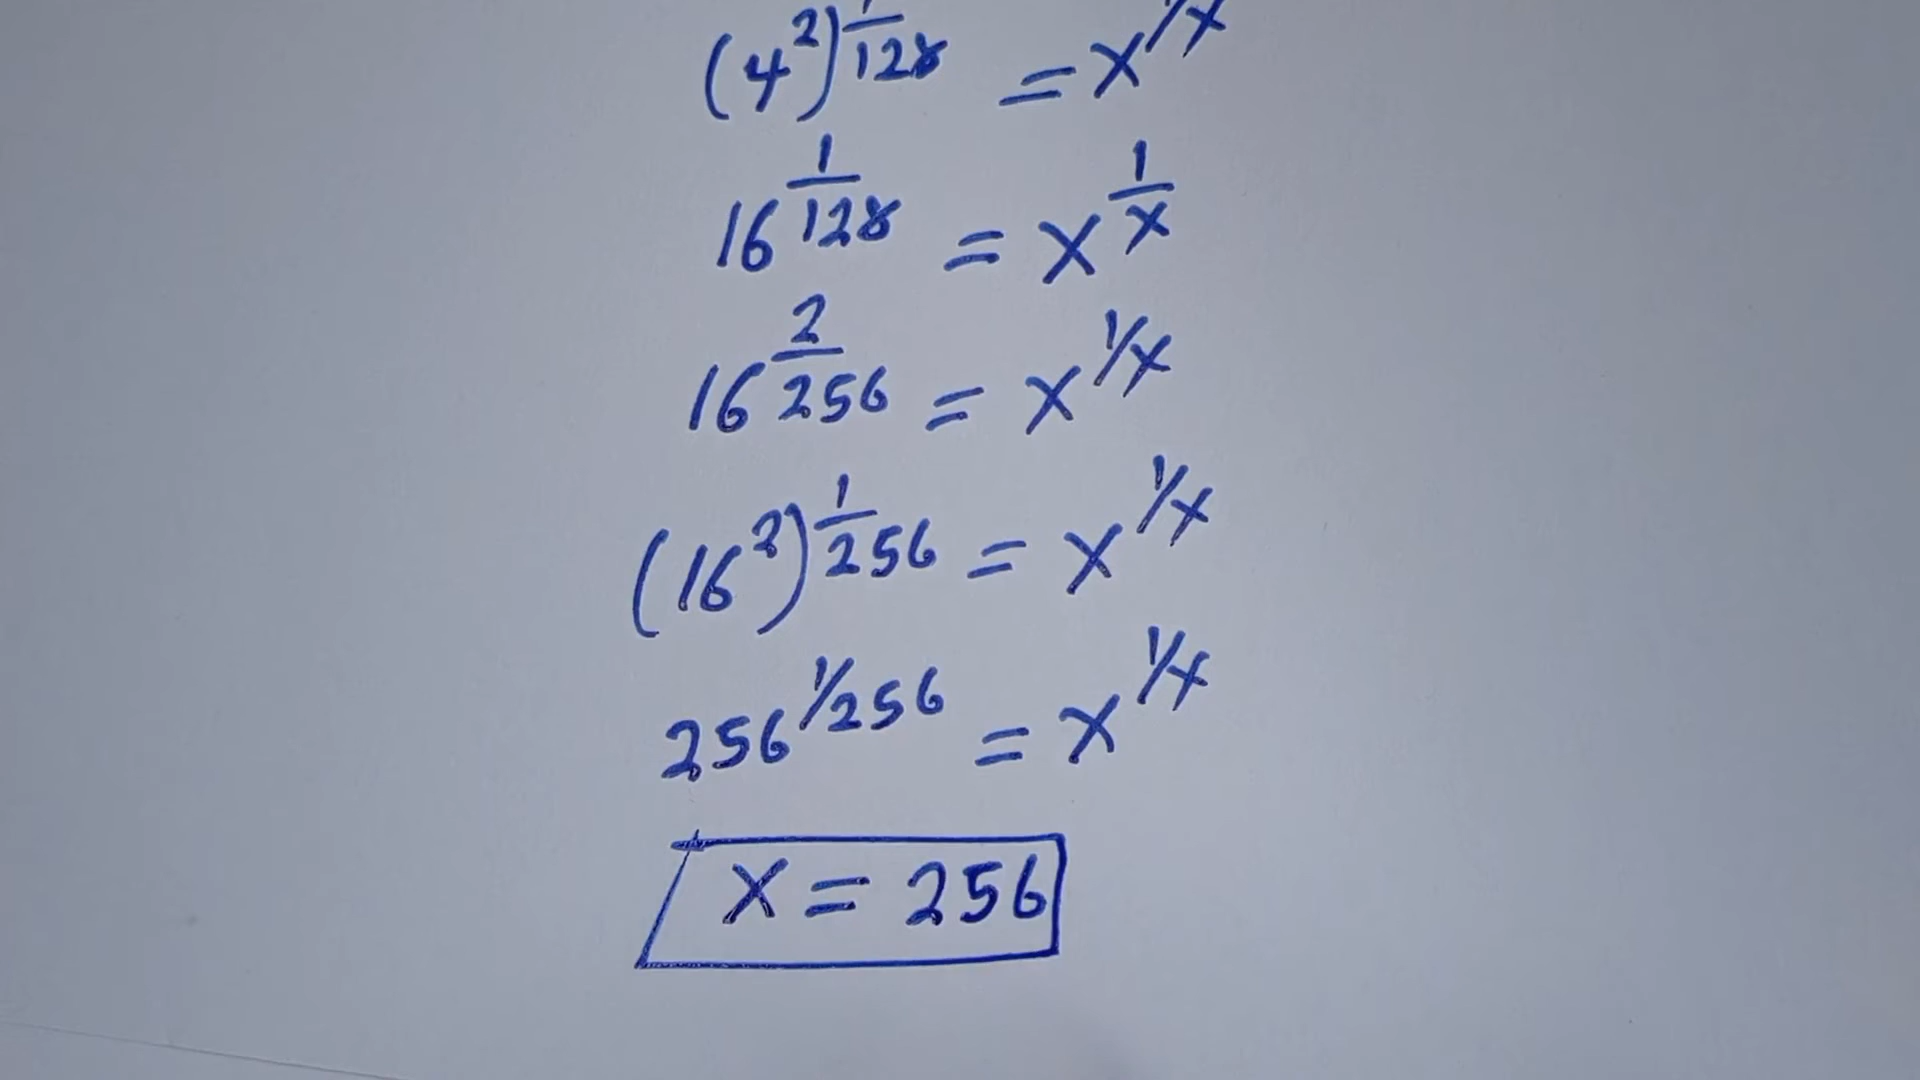 (4²)^(1/128) = x^(1/x)
16^(1/128) = x^(1/x)
16^(2/256) = x^(1/x)
(16²)^(1/256) = x^(1/x)
256^(1/256) = x^(1/x)
x = 256